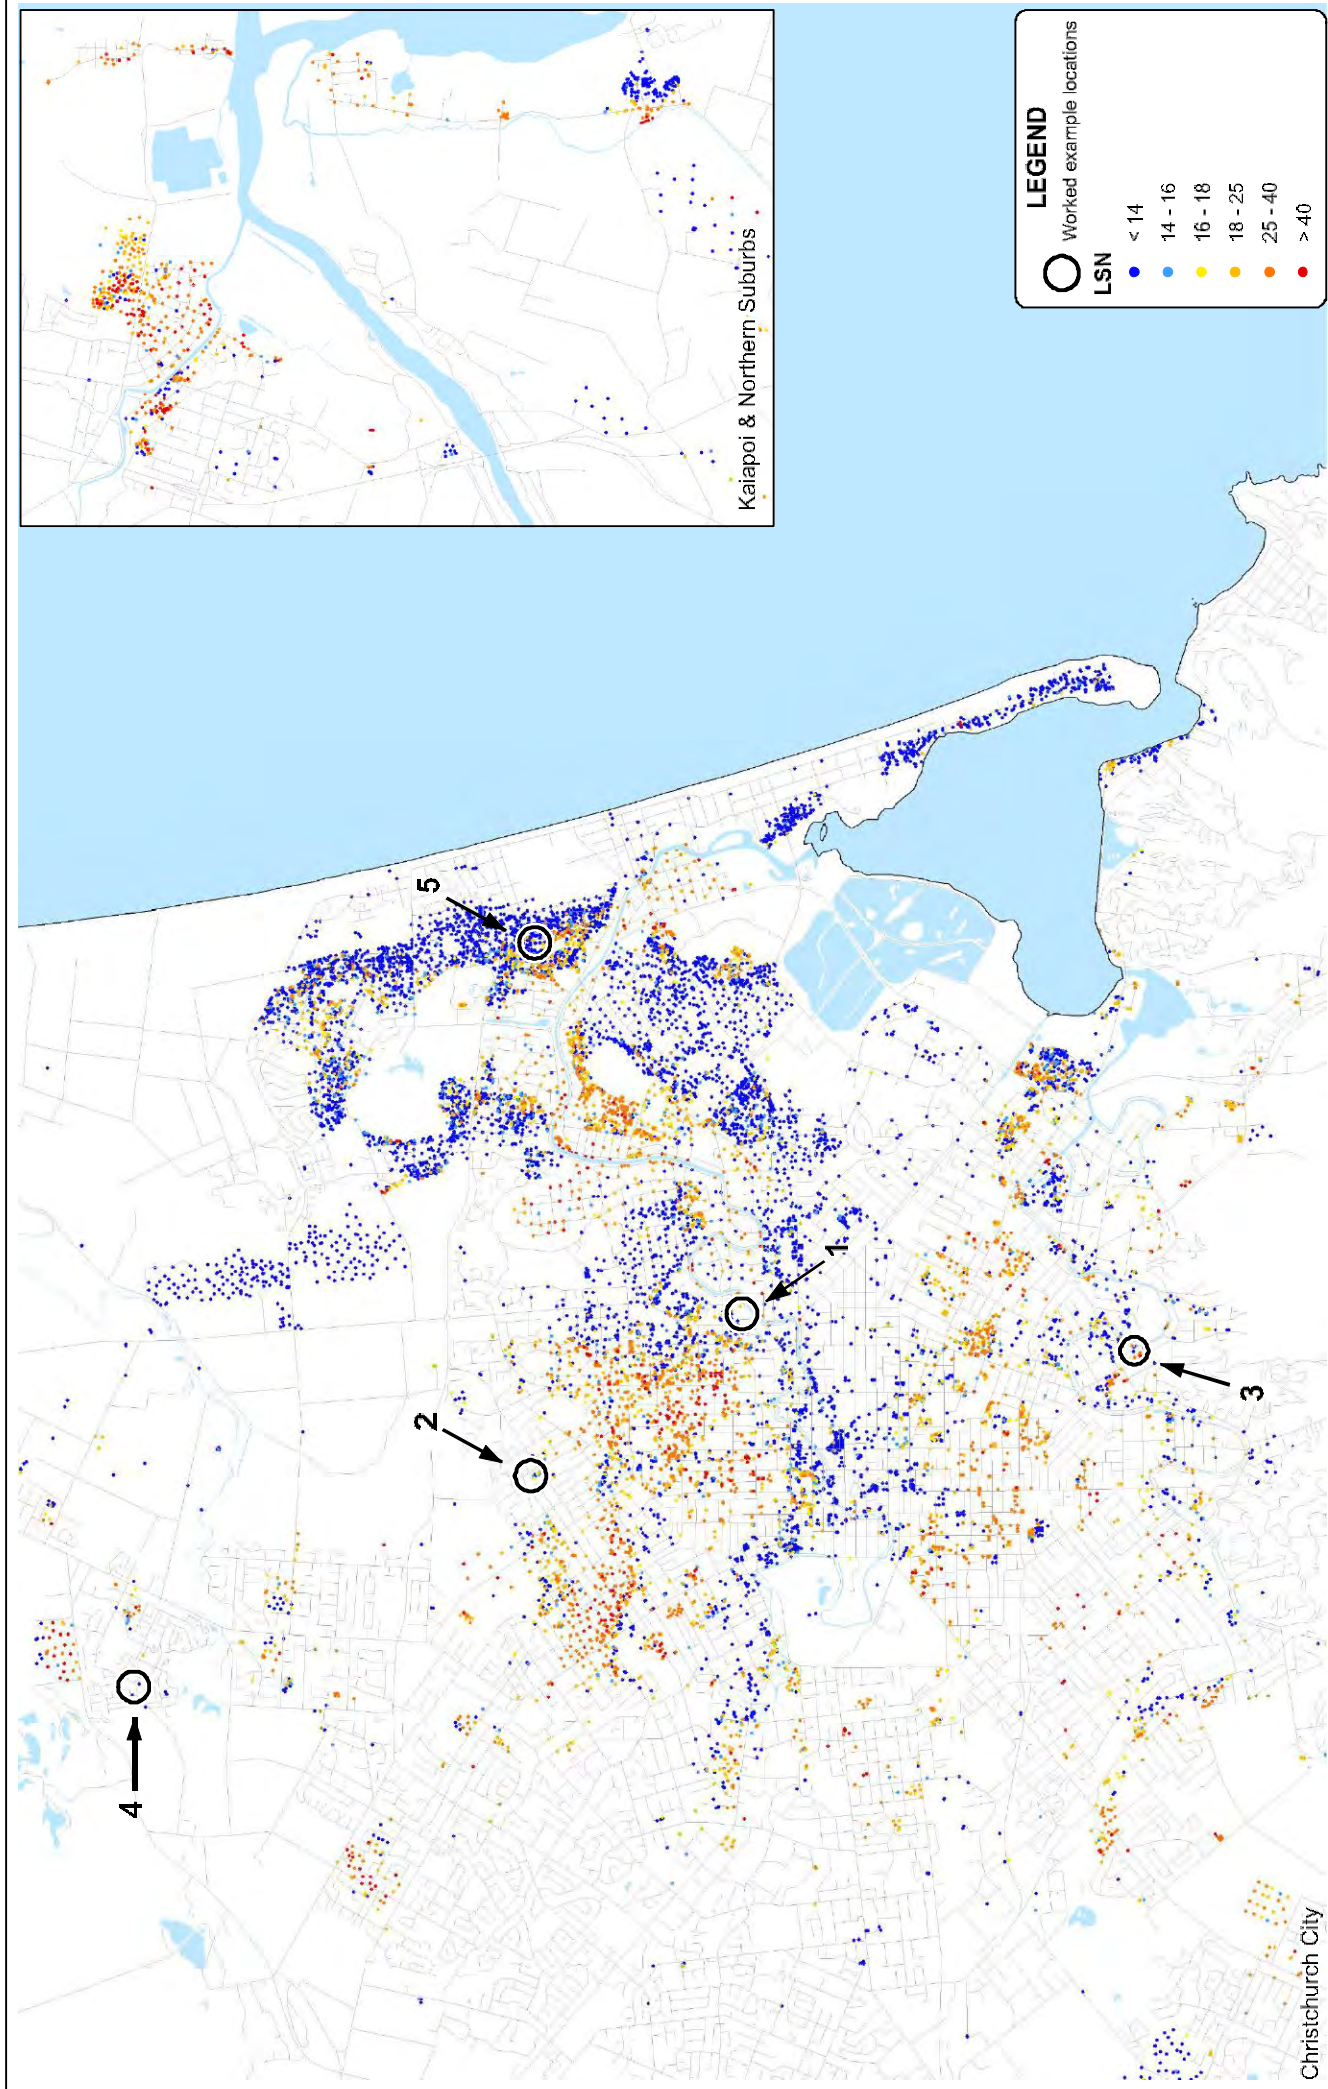 Kaiapoi & Northern Suburbs
LEGEND
Worked example locations
LSN
< 14
14 - 16
16 - 18
18 - 25
25 - 40
> 40
4
2
5
1
3
Christchurch City